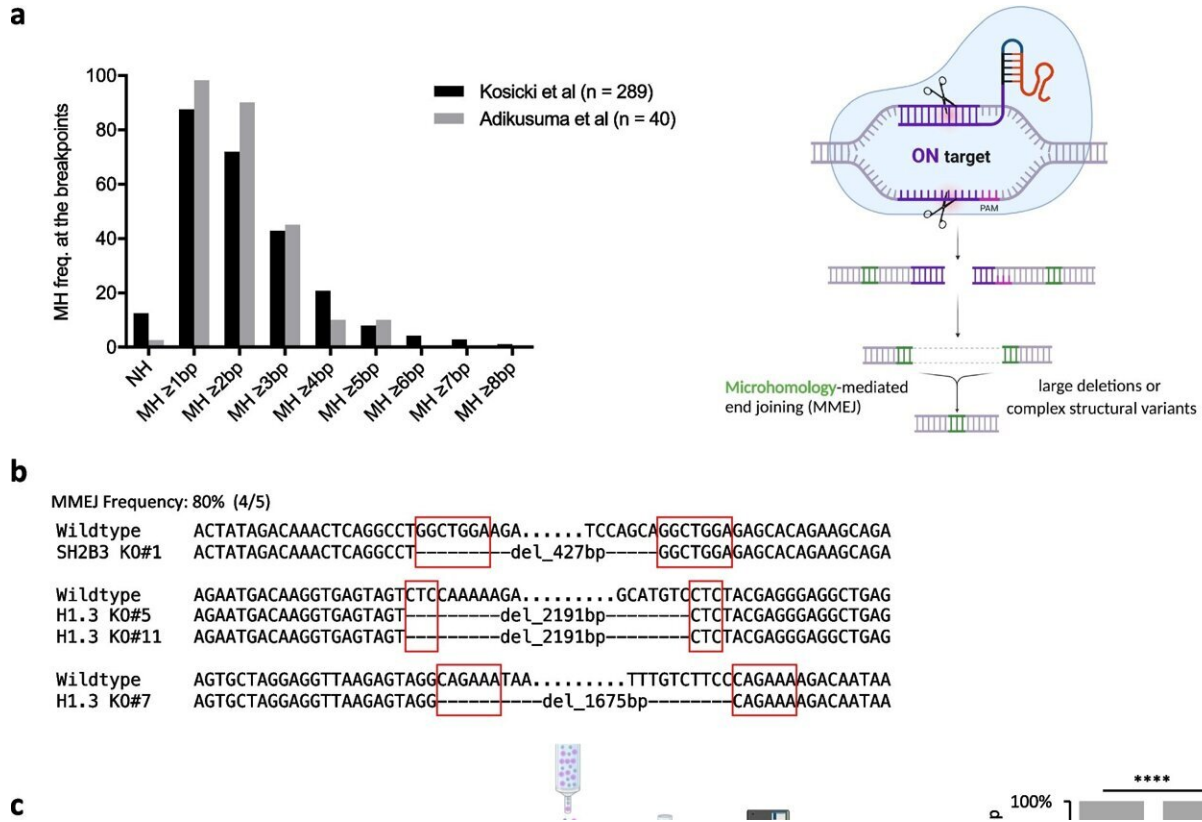 a
100
80
60
40
20
0
MH freq. at the breakpoints
NH
MH ≥1bp
MH ≥2bp
MH ≥3bp
MH ≥4bp
MH ≥5bp
MH ≥6bp
MH ≥7bp
MH ≥8bp
Kosicki et al (n = 289)
Adikusuma et al (n = 40)
ON target
PAM
Microhomology-mediated
end joining (MMEJ)
large deletions or
complex structural variants
b
MMEJ Frequency: 80% (4/5)
Wildtype ACTATAGACAAACTCAGGCCTGGCTGGAAGA......TCCAGCAGGCTGGAGAGCACAGAAGCAGA
SH2B3 KO#1 ACTATAGACAAACTCAGGCCT---------del_427bp-----GGCTGGAGAGCACAGAAGCAGA
Wildtype AGAATGACAAGGTGAGTAGTCTCCAAAAAGA.........GCATGTCCTCTACGAGGGAGGCTGAG
H1.3 KO#5 AGAATGACAAGGTGAGTAGT---------del_2191bp--------CTCTACGAGGGAGGCTGAG
H1.3 KO#11 AGAATGACAAGGTGAGTAGT---------del_2191bp--------CTCTACGAGGGAGGCTGAG
Wildtype AGTGCTAGGAGGTTAAGAGTAGGCAGAAATAA.........TTTGTCTTCCCAGAAAAGACAATAA
H1.3 KO#7 AGTGCTAGGAGGTTAAGAGTAGG----------del_1675bp--------CAGAAAAGACAATAA
c
****
100%